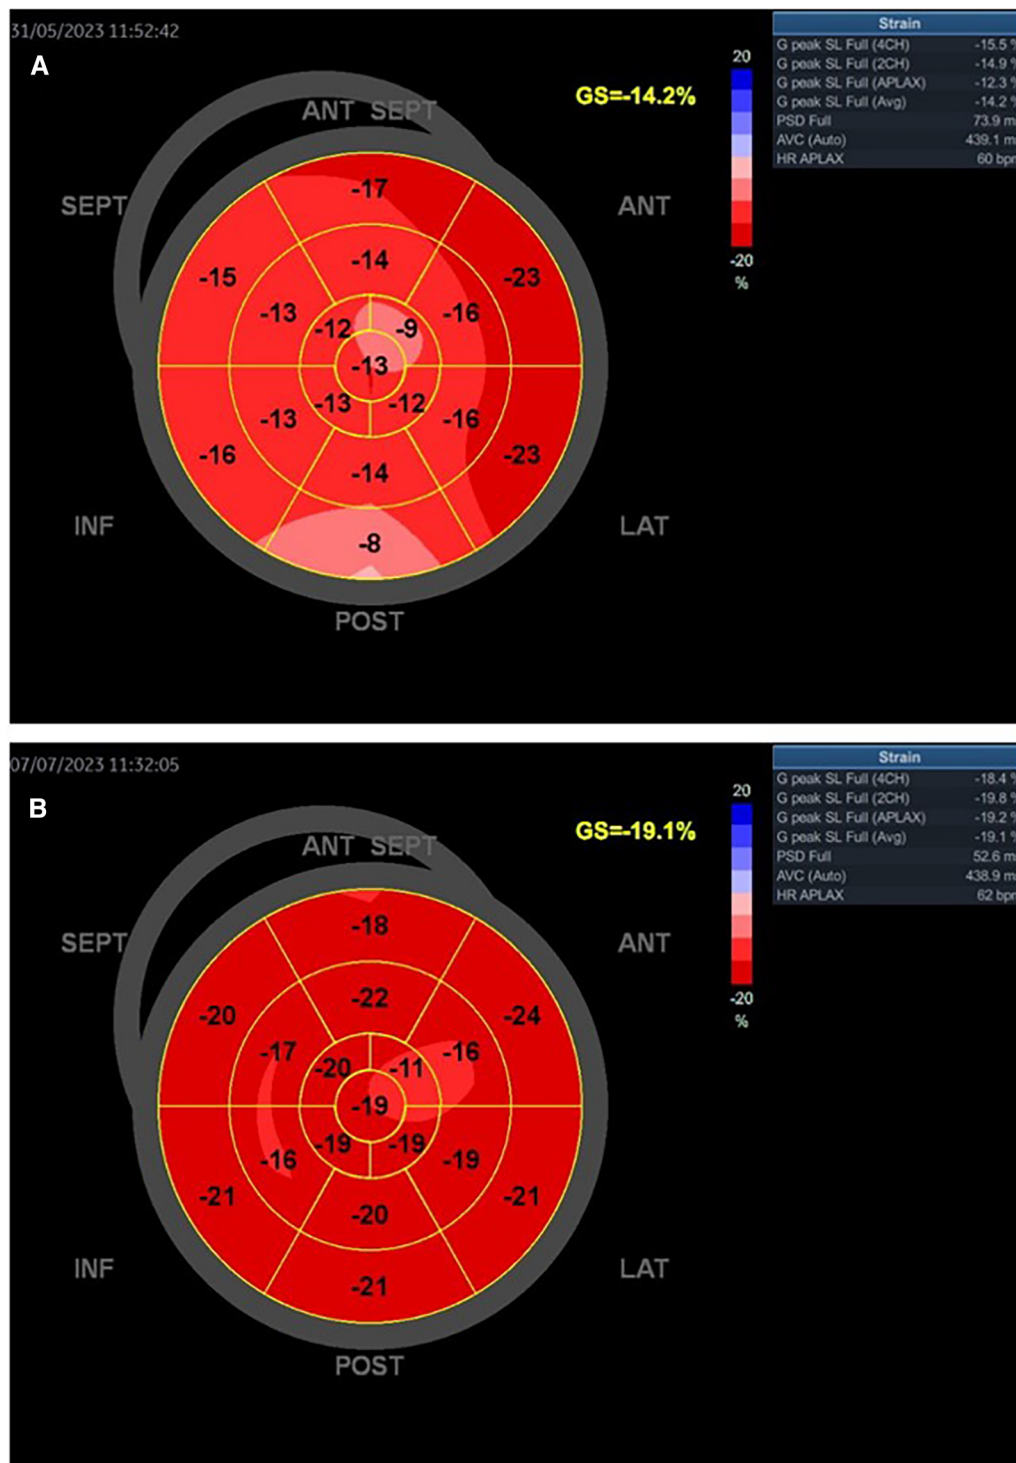 31/05/2023 11:52:42
A
Strain
G peak SL Full (4CH) -15.5 %
G peak SL Full (2CH) -14.9 %
G peak SL Full (APLAX) -12.3 %
G peak SL Full (Avg) -14.2 %
PSD Full 73.9 m
AVC (Auto) 439.1 m
HR APLAX 60 bpm
20
GS=-14.2%
-20
%
ANT SEPT
SEPT
ANT
-17
-14
-15
-23
-13
-16
-12
-9
-13
-13
-12
-13
-16
-16
-23
-14
-8
INF
LAT
POST
07/07/2023 11:32:05
B
Strain
G peak SL Full (4CH) -18.4 %
G peak SL Full (2CH) -19.8 %
G peak SL Full (APLAX) -19.2 %
G peak SL Full (Avg) -19.1 %
PSD Full 52.6 m
AVC (Auto) 438.9 m
HR APLAX 62 bpm
20
GS=-19.1%
-20
%
ANT SEPT
SEPT
ANT
-18
-22
-20
-24
-17
-16
-20
-11
-19
-19
-19
-16
-19
-21
-21
-20
-21
INF
LAT
POST